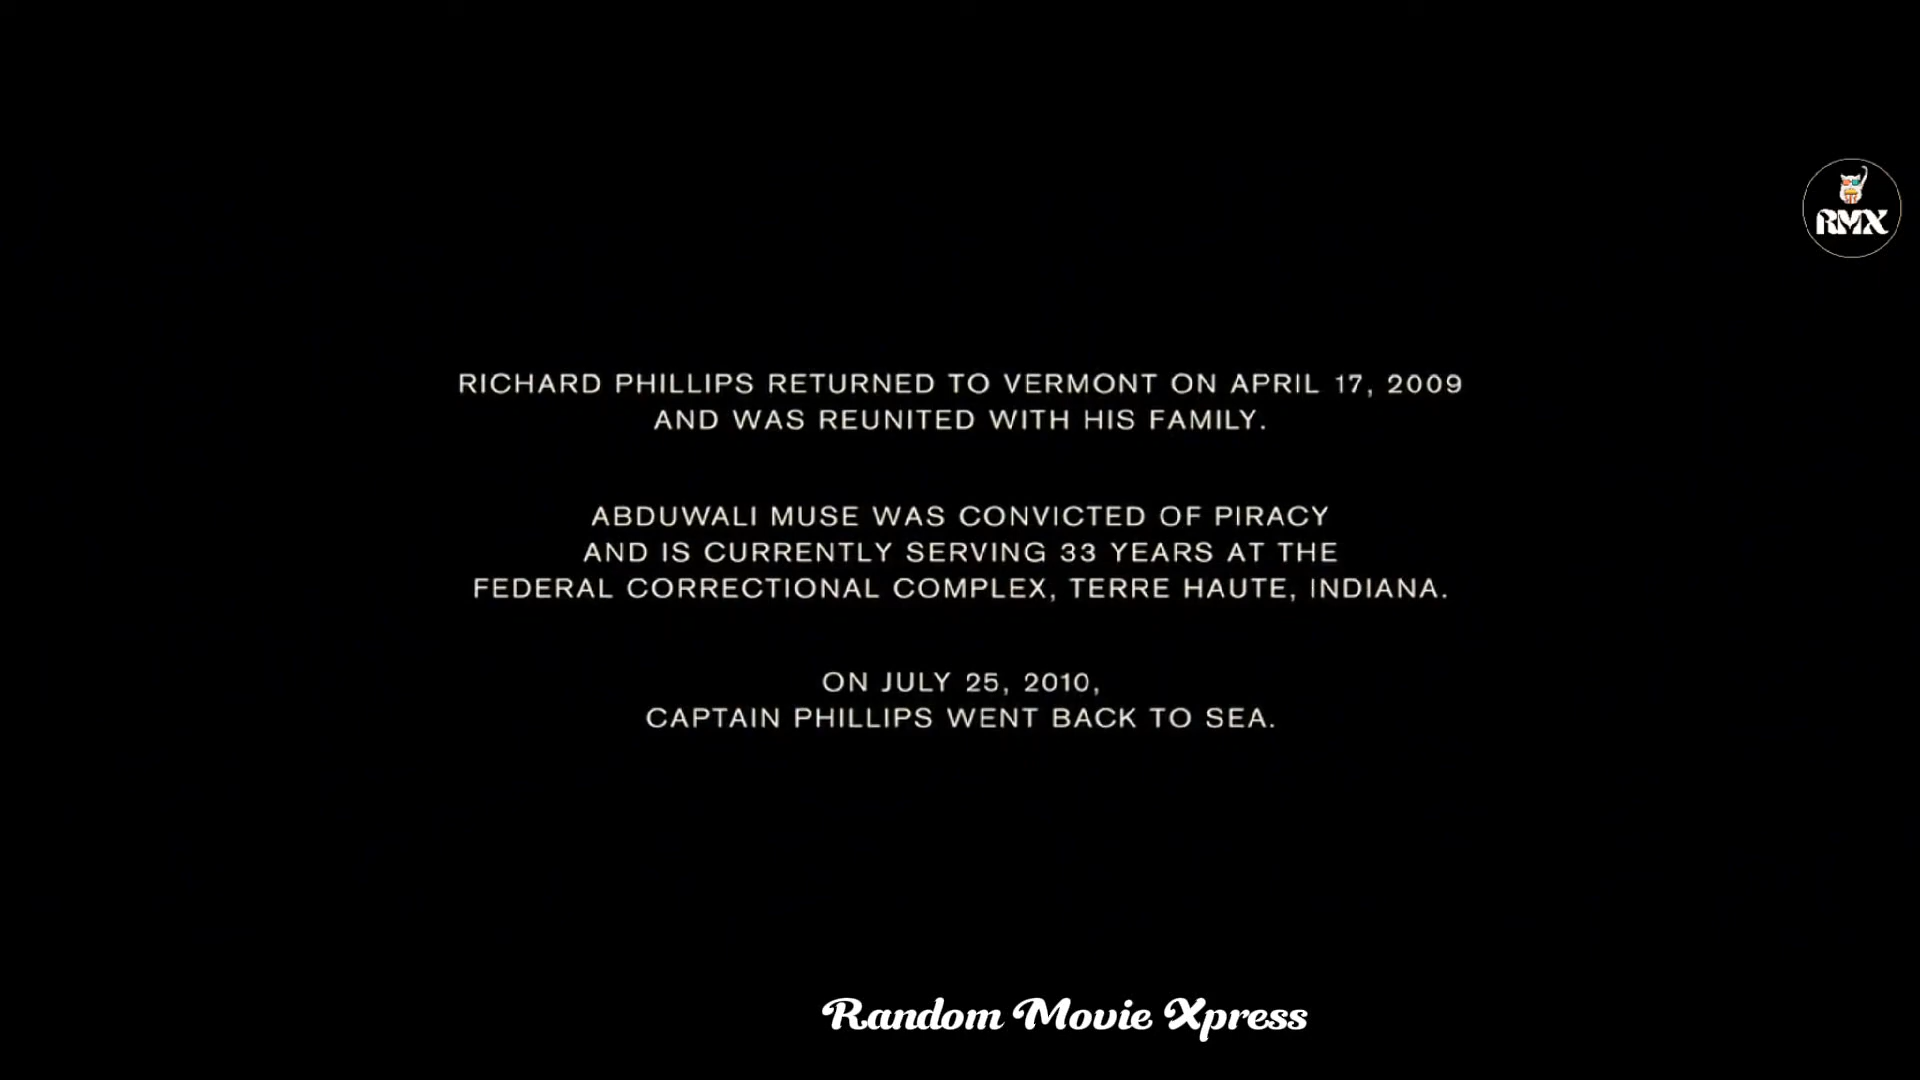 RMX
RICHARD PHILLIPS RETURNED TO VERMONT ON APRIL 17, 2009
AND WAS REUNITED WITH HIS FAMILY.
ABDUWALI MUSE WAS CONVICTED OF PIRACY
AND IS CURRENTLY SERVING 33 YEARS AT THE
FEDERAL CORRECTIONAL COMPLEX, TERRE HAUTE, INDIANA.
ON JULY 25, 2010,
CAPTAIN PHILLIPS WENT BACK TO SEA.
Random Movie Xpress